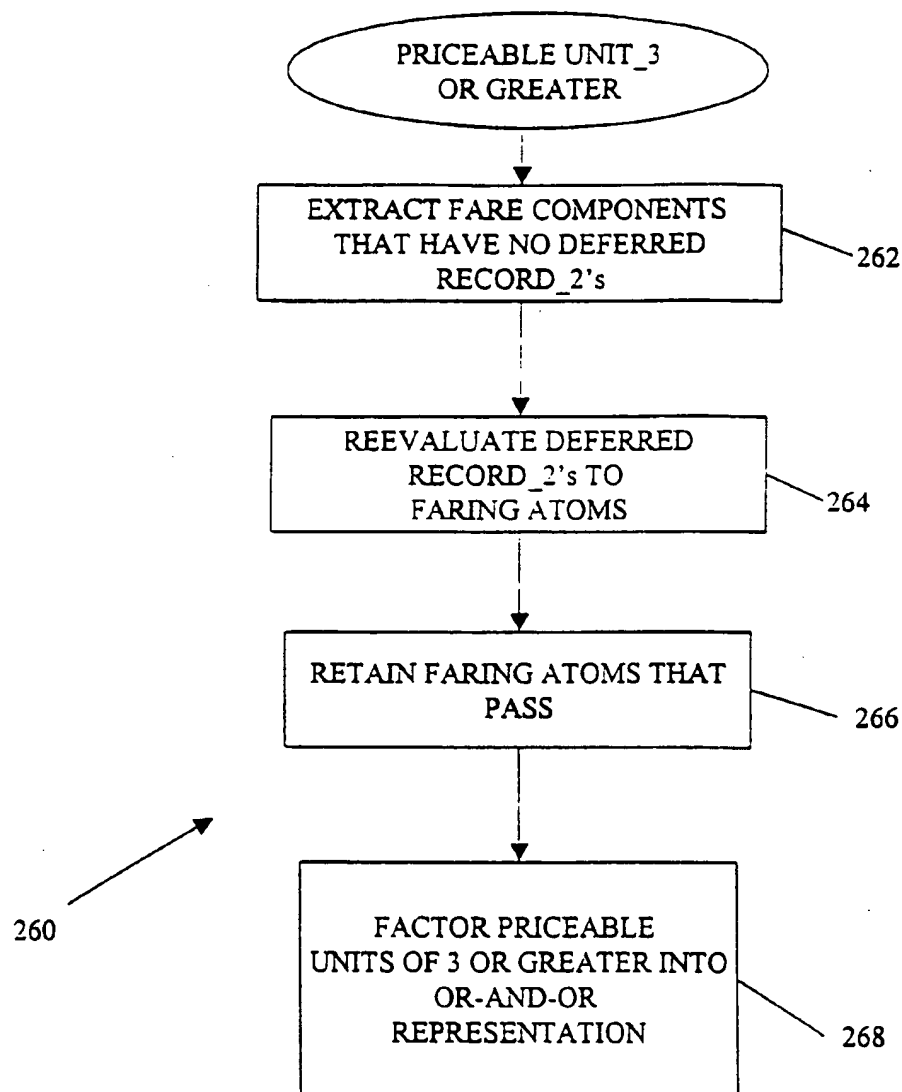 PRICEABLE UNIT_3
OR GREATER
EXTRACT FARE COMPONENTS
THAT HAVE NO DEFERRED
RECORD_2's
262
REEVALUATE DEFERRED
RECORD_2's TO
FARING ATOMS
264
RETAIN FARING ATOMS THAT
PASS
266
260
FACTOR PRICEABLE
UNITS OF 3 OR GREATER INTO
OR-AND-OR
REPRESENTATION
268